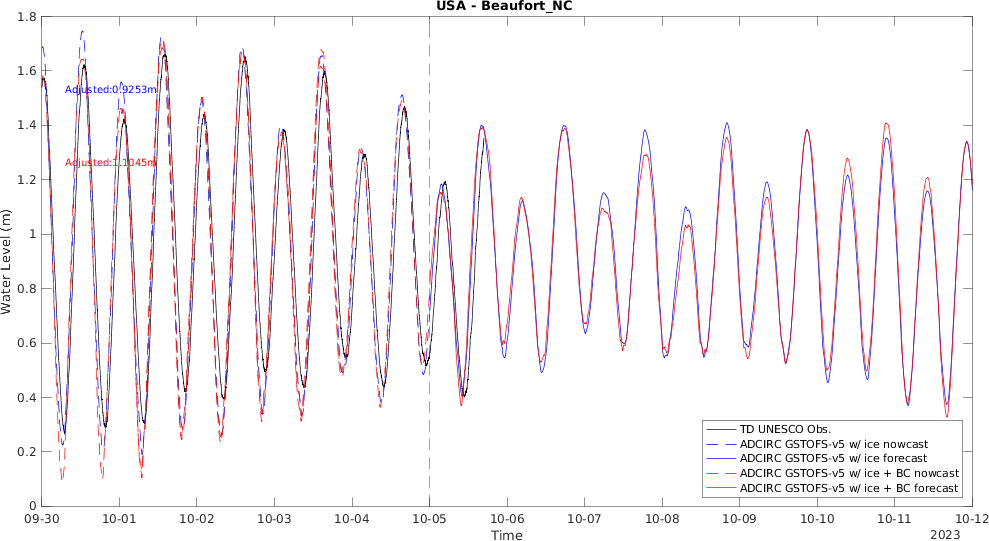 USA - Beaufort_NC
1.8
1.6
1.4
1.2
1
0.8
0.6
0.4
0.2
0
Water Level (m)
Adjusted:0.9253m
Adjusted:1.1045m
TD UNESCO Obs.
ADCIRC GSTOFS-v5 w/ ice nowcast
ADCIRC GSTOFS-v5 w/ ice forecast
ADCIRC GSTOFS-v5 w/ ice + BC nowcast
ADCIRC GSTOFS-v5 w/ ice + BC forecast
09-30 10-01 10-02 10-03 10-04 10-05 10-06 10-07 10-08 10-09 10-10 10-11 10-12
Time
2023